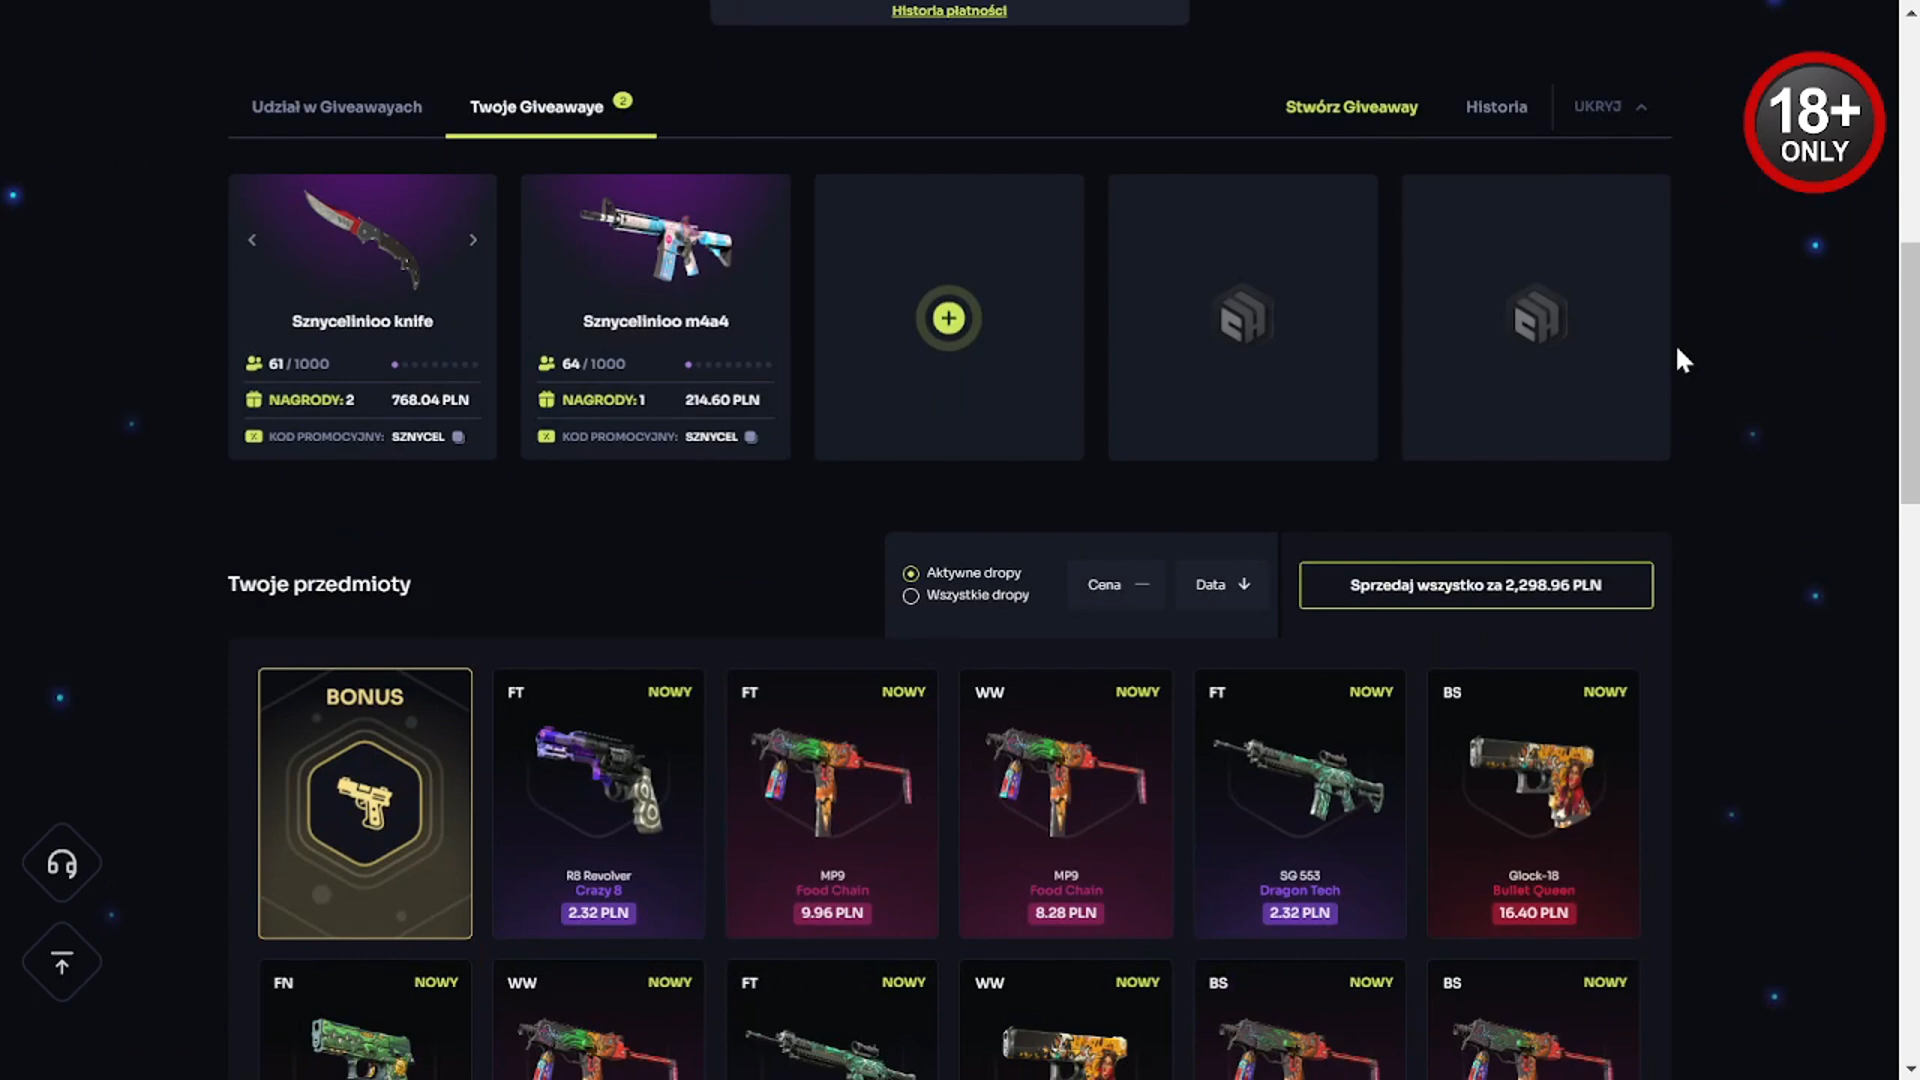 Historia płatności
18+
ONLY
Udział w Giveawayach
Twoje Giveawaye 2
Stwórz Giveaway
Historia
UKRYJ
Sznycelinioo knife
61 / 1000
NAGRODY: 2 768.04 PLN
KOD PROMOCYJNY: SZNYCEL
Sznycelinioo m4a4
64 / 1000
NAGRODY: 1 214.60 PLN
KOD PROMOCYJNY: SZNYCEL
EH
EH
Twoje przedmioty
Aktywne dropy
Wszystkie dropy
Cena
Data
Sprzedaj wszystko za 2,298.96 PLN
BONUS
FT NOWY
R8 Revolver
Crazy 8
2.32 PLN
FT NOWY
MP9
Food Chain
9.96 PLN
WW NOWY
MP9
Food Chain
8.28 PLN
FT NOWY
SG 553
Dragon Tech
2.32 PLN
BS NOWY
Glock-18
Bullet Queen
16.40 PLN
FN NOWY
WW NOWY
FT NOWY
WW NOWY
BS NOWY
BS NOWY